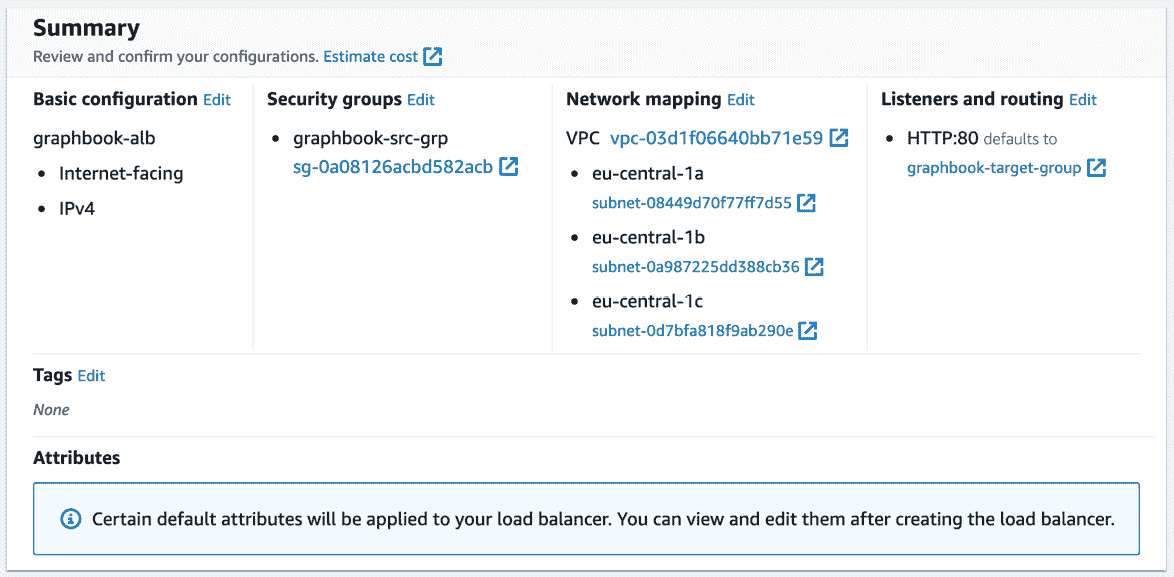 Summary
Review and confirm your configurations. Estimate cost
Basic configuration Edit
graphbook-alb
Internet-facing
IPv4
Security groups Edit
graphbook-src-grp
sg-0a08126acbd582acb
Network mapping Edit
VPC vpc-03d1f06640bb71e59
eu-central-1a
subnet-08449d70f77ff7d55
eu-central-1b
subnet-0a987225dd388cb36
eu-central-1c
subnet-0d7bfa818f9ab290e
Listeners and routing Edit
HTTP:80 defaults to
graphbook-target-group
Tags Edit
None
Attributes
Certain default attributes will be applied to your load balancer. You can view and edit them after creating the load balancer.